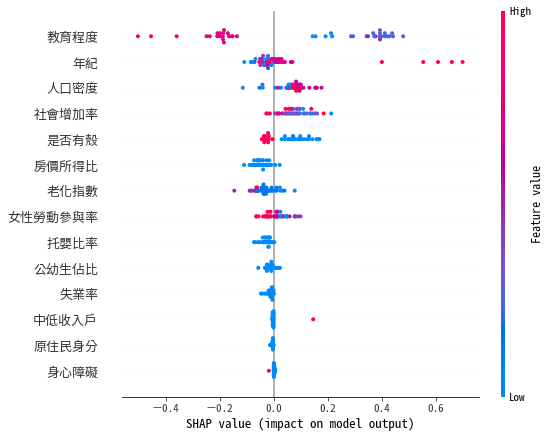 High
教育程度
年紀
人口密度
社會增加率
是否有殼
房價所得比
老化指數
女性勞動參與率
托嬰比率
公幼生佔比
失業率
中低收入戶
原住民身分
身心障礙
Feature value
Low
−0.4 −0.2 0.0 0.2 0.4 0.6
SHAP value (impact on model output)